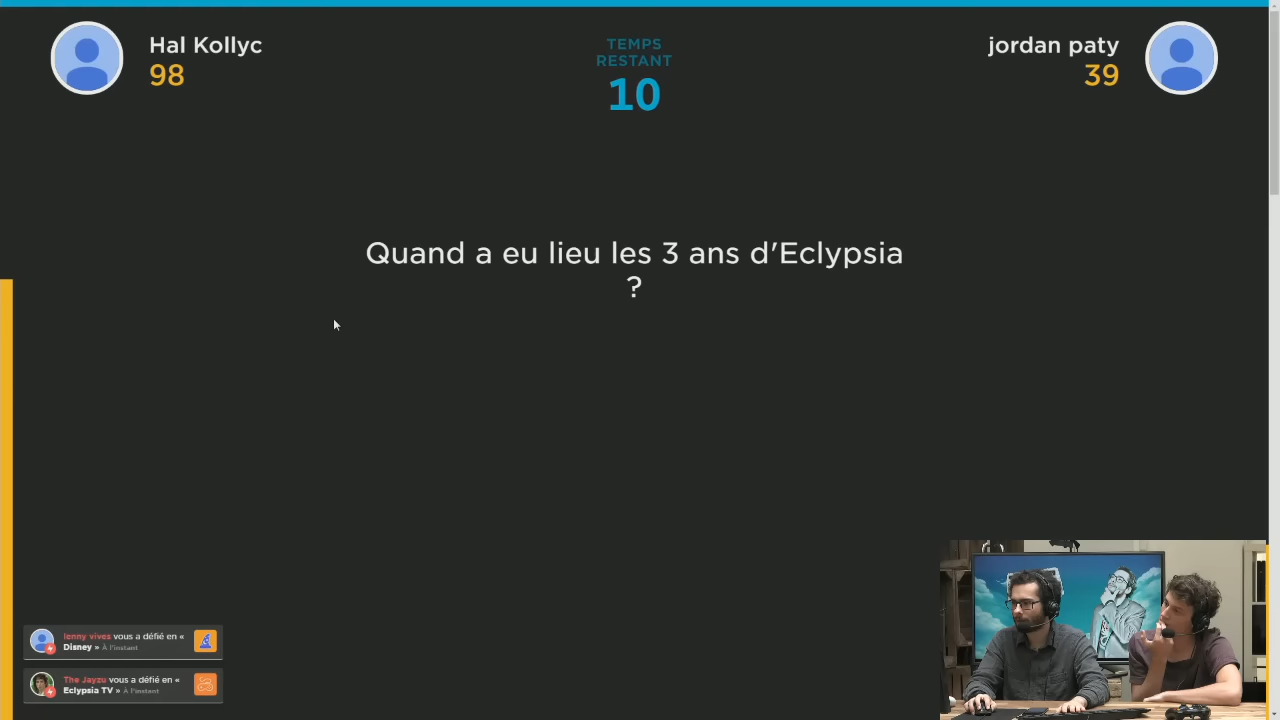 Hal Kollyc
98
TEMPS
RESTANT
10
jordan paty
39
Quand a eu lieu les 3 ans d'Eclypsia
?
lenny vives vous a défié en «
Disney » À l'instant
The Jayzu vous a défié en «
Eclypsia TV » À l'instant